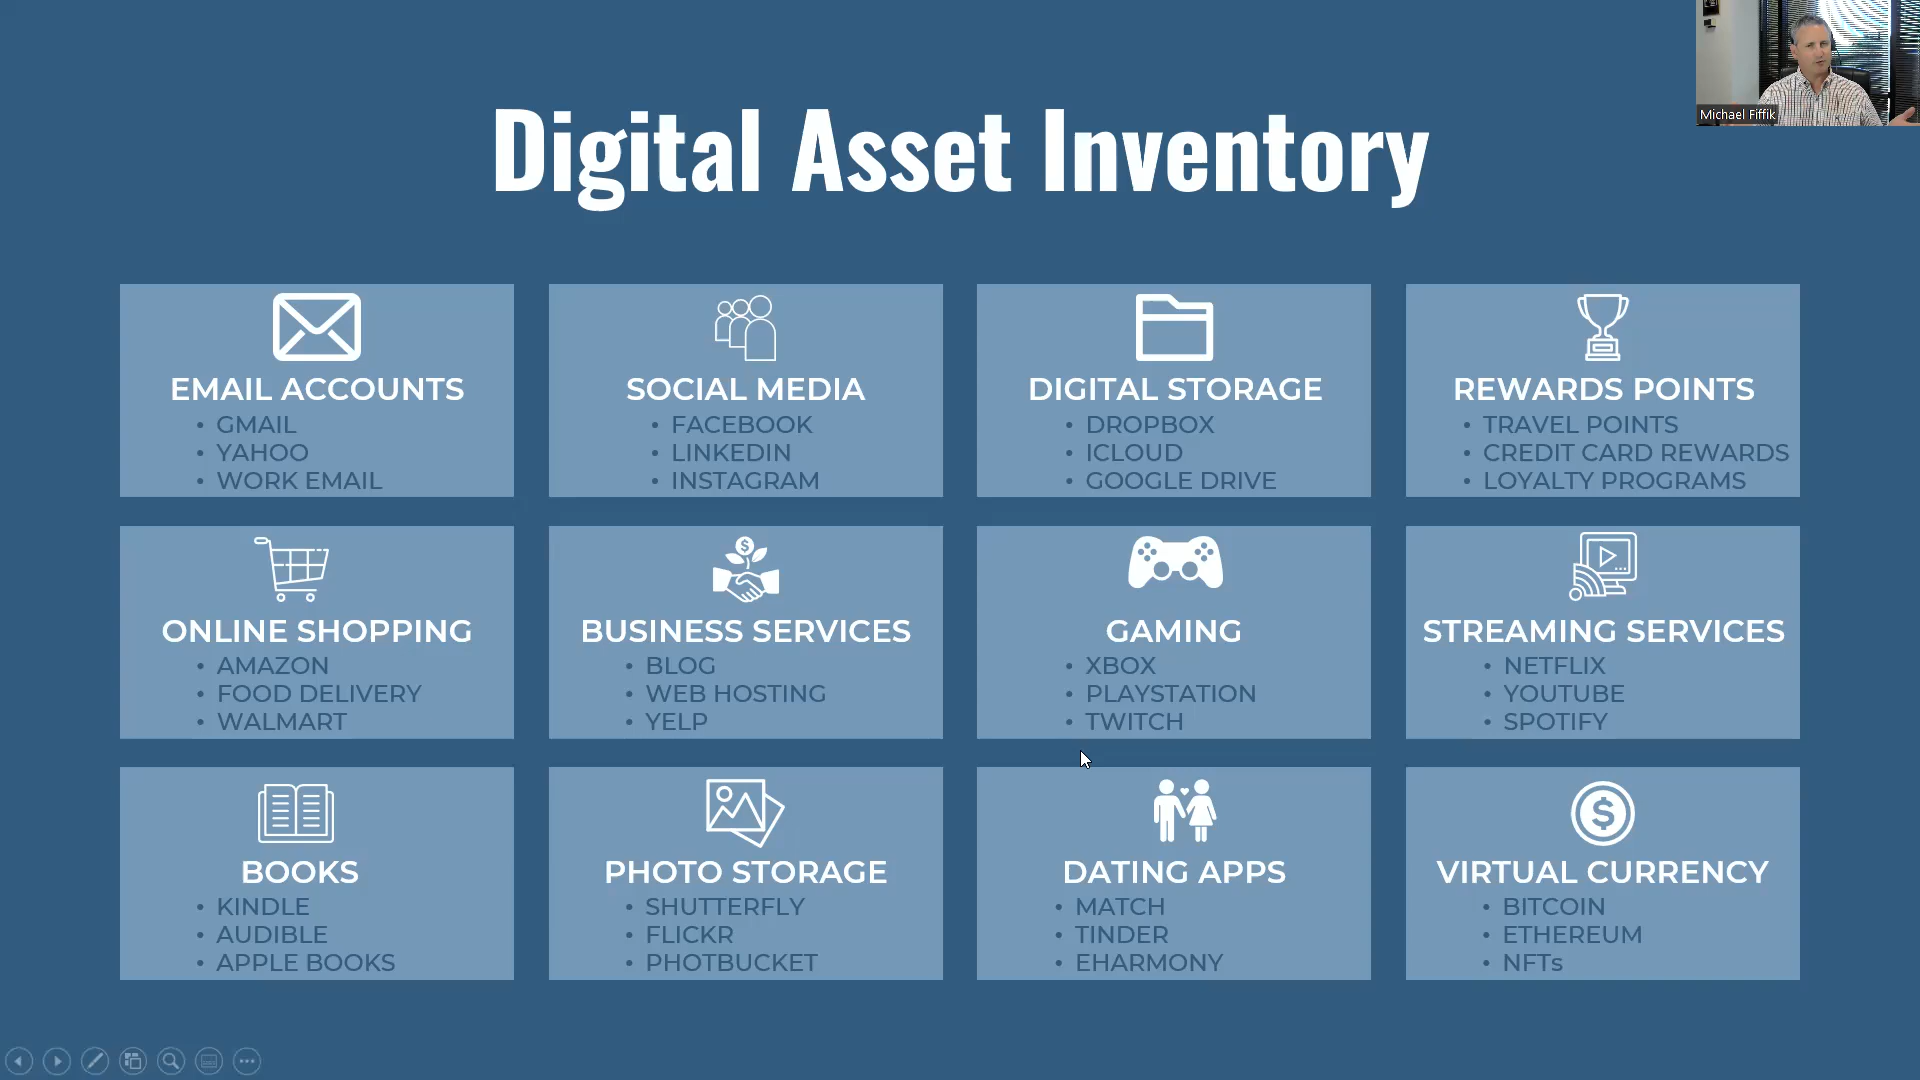 Michael Fiffik
Digital Asset Inventory
EMAIL ACCOUNTS
• GMAIL
• YAHOO
• WORK EMAIL
SOCIAL MEDIA
• FACEBOOK
• LINKEDIN
• INSTAGRAM
DIGITAL STORAGE
• DROPBOX
• ICLOUD
• GOOGLE DRIVE
REWARDS POINTS
• TRAVEL POINTS
• CREDIT CARD REWARDS
• LOYALTY PROGRAMS
ONLINE SHOPPING
• AMAZON
• FOOD DELIVERY
• WALMART
BUSINESS SERVICES
• BLOG
• WEB HOSTING
• YELP
GAMING
• XBOX
• PLAYSTATION
• TWITCH
STREAMING SERVICES
• NETFLIX
• YOUTUBE
• SPOTIFY
BOOKS
• KINDLE
• AUDIBLE
• APPLE BOOKS
PHOTO STORAGE
• SHUTTERFLY
• FLICKR
• PHOTBUCKET
DATING APPS
• MATCH
• TINDER
• EHARMONY
VIRTUAL CURRENCY
• BITCOIN
• ETHEREUM
• NFTs